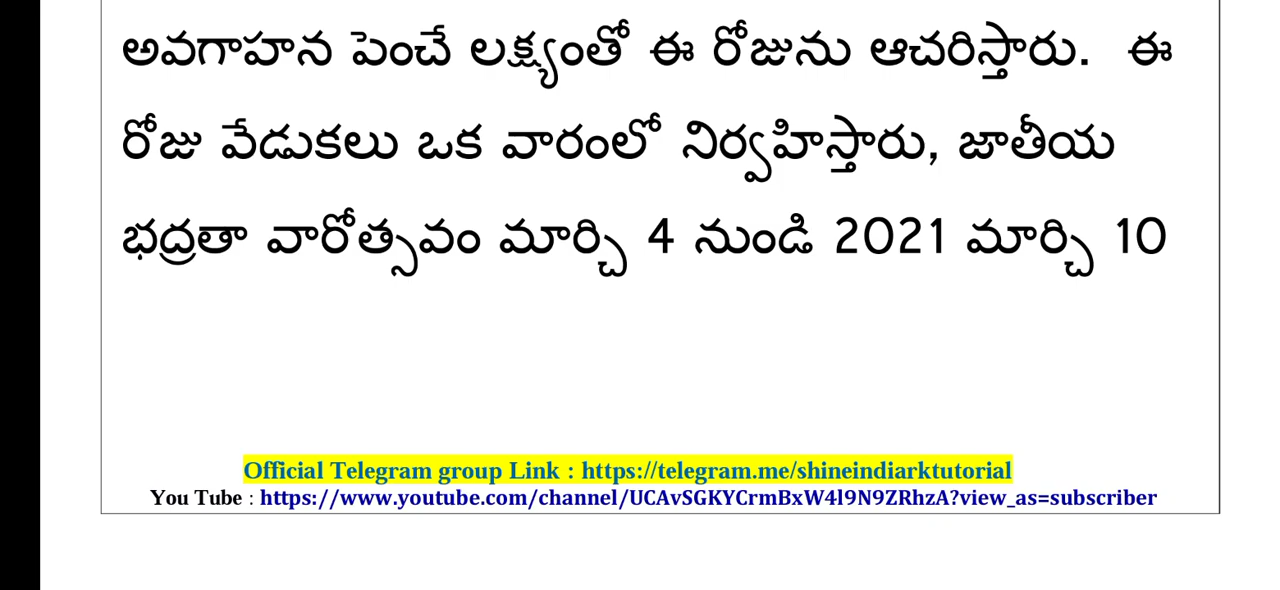 అవగాహన పెంచే లక్ష్యంతో ఈ రోజును ఆచరిస్తారు. ఈ
రోజు వేడుకలు ఒక వారంలో నిర్వహిస్తారు, జాతీయ
భద్రతా వారోత్సవం మార్చి 4 నుండి 2021 మార్చి 10
Official Telegram group Link : https://telegram.me/shineindiarktutorial
You Tube : https://www.youtube.com/channel/UCAvSGKYCrmBxW4l9N9ZRhzA?view_as=subscriber